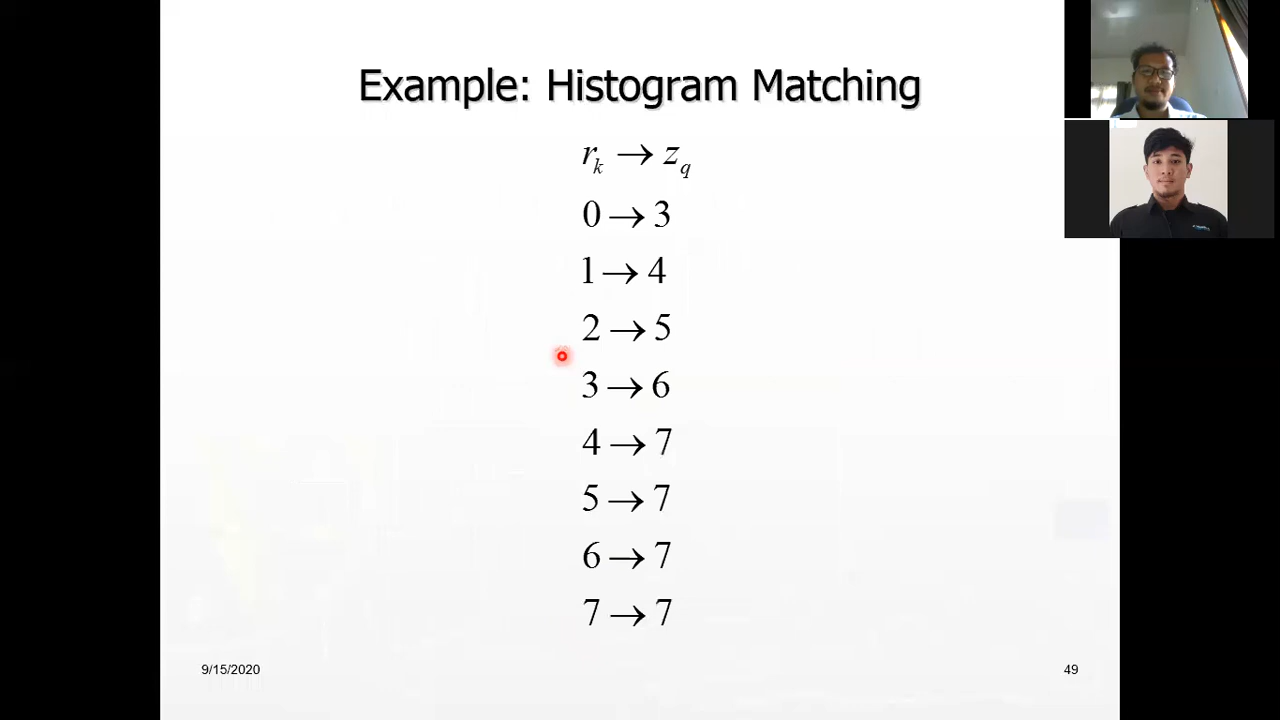 Example: Histogram Matching
r_k → z_q
0 → 3
1 → 4
2 → 5
3 → 6
4 → 7
5 → 7
6 → 7
7 → 7
9/15/2020
49